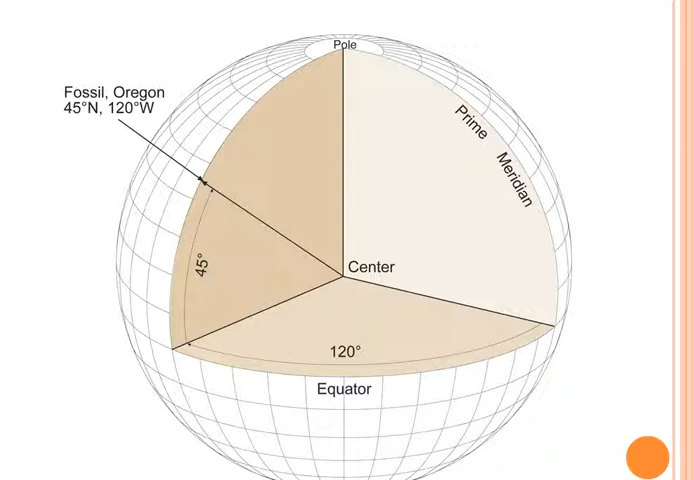 Pole
Fossil, Oregon
45°N, 120°W
Prime Meridian
45°
Center
120°
Equator